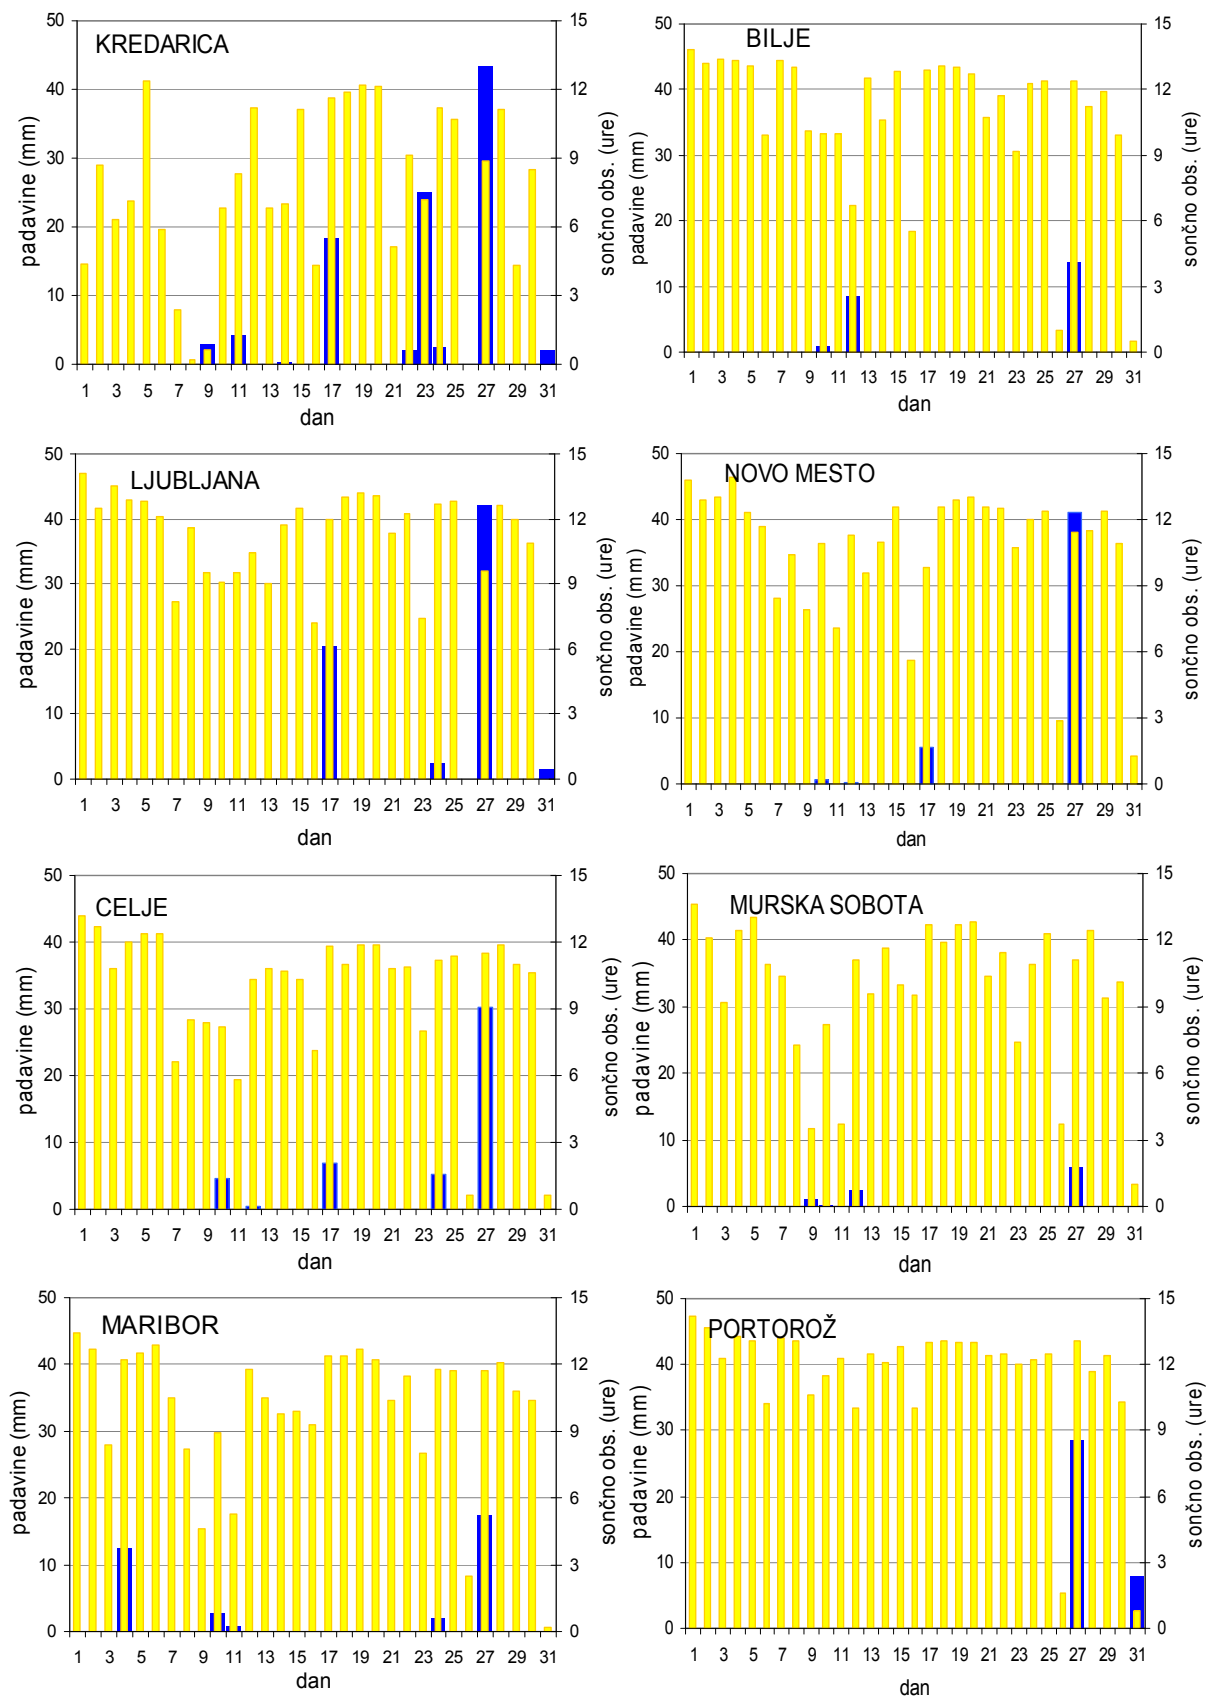 KREDARICA
50 40 30 20 10 0
padavine (mm)
15 12 9 6 3 0
sončno obs. (ure)
1 3 5 7 9 11 13 15 17 19 21 23 25 27 29 31
dan
BILJE
50 40 30 20 10 0
padavine (mm)
15 12 9 6 3 0
sončno obs. (ure)
1 3 5 7 9 11 13 15 17 19 21 23 25 27 29 31
dan
LJUBLJANA
50 40 30 20 10 0
padavine (mm)
15 12 9 6 3 0
sončno obs. (ure)
1 3 5 7 9 11 13 15 17 19 21 23 25 27 29 31
dan
NOVO MESTO
50 40 30 20 10 0
padavine (mm)
15 12 9 6 3 0
sončno obs. (ure)
1 3 5 7 9 11 13 15 17 19 21 23 25 27 29 31
dan
CELJE
50 40 30 20 10 0
padavine (mm)
15 12 9 6 3 0
sončno obs. (ure)
1 3 5 7 9 11 13 15 17 19 21 23 25 27 29 31
dan
MURSKA SOBOTA
50 40 30 20 10 0
padavine (mm)
15 12 9 6 3 0
sončno obs. (ure)
1 3 5 7 9 11 13 15 17 19 21 23 25 27 29 31
dan
MARIBOR
50 40 30 20 10 0
padavine (mm)
15 12 9 6 3 0
sončno obs. (ure)
1 3 5 7 9 11 13 15 17 19 21 23 25 27 29 31
dan
PORTOROŽ
50 40 30 20 10 0
padavine (mm)
15 12 9 6 3 0
sončno obs. (ure)
1 3 5 7 9 11 13 15 17 19 21 23 25 27 29 31
dan